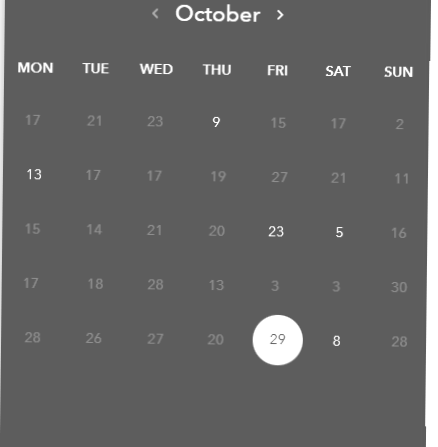 ‹ October ›
MON TUE WED THU FRI SAT SUN
17 21 23 9 15 17 2
13 17 17 19 27 21 11
15 14 21 20 23 5 16
17 18 28 13 3 3 30
28 26 27 20 29 8 28